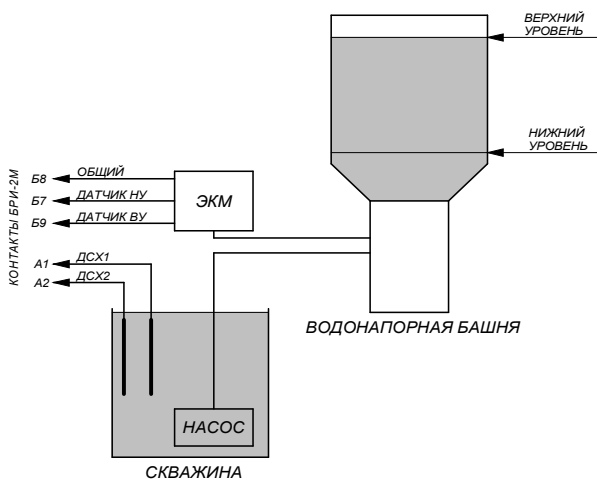 ВЕРХНИЙ
УРОВЕНЬ
НИЖНИЙ
УРОВЕНЬ
КОНТАКТЫ БРИ-2М
Б8 ОБЩИЙ
Б7 ДАТЧИК НУ
Б9 ДАТЧИК ВУ
ЭКМ
А1 ДСХ1
А2 ДСХ2
ВОДОНАПОРНАЯ БАШНЯ
НАСОС
СКВАЖИНА